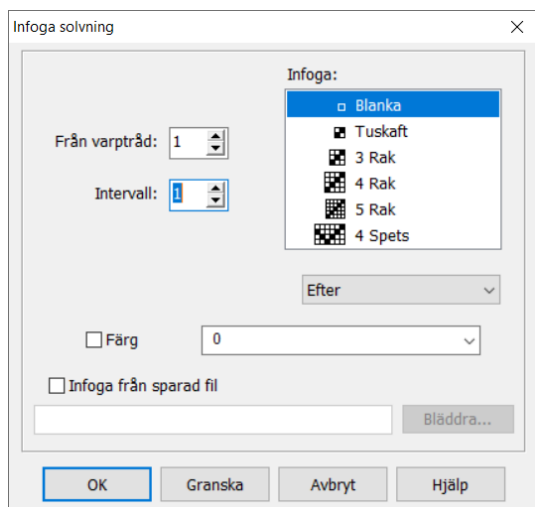 Infoga solvning
Infoga:
Blanka
Tuskaft
3 Rak
4 Rak
5 Rak
4 Spets
Från varptråd: 1
Intervall: 1
Efter
Färg 0
Infoga från sparad fil
Bläddra...
OK Granska Avbryt Hjälp